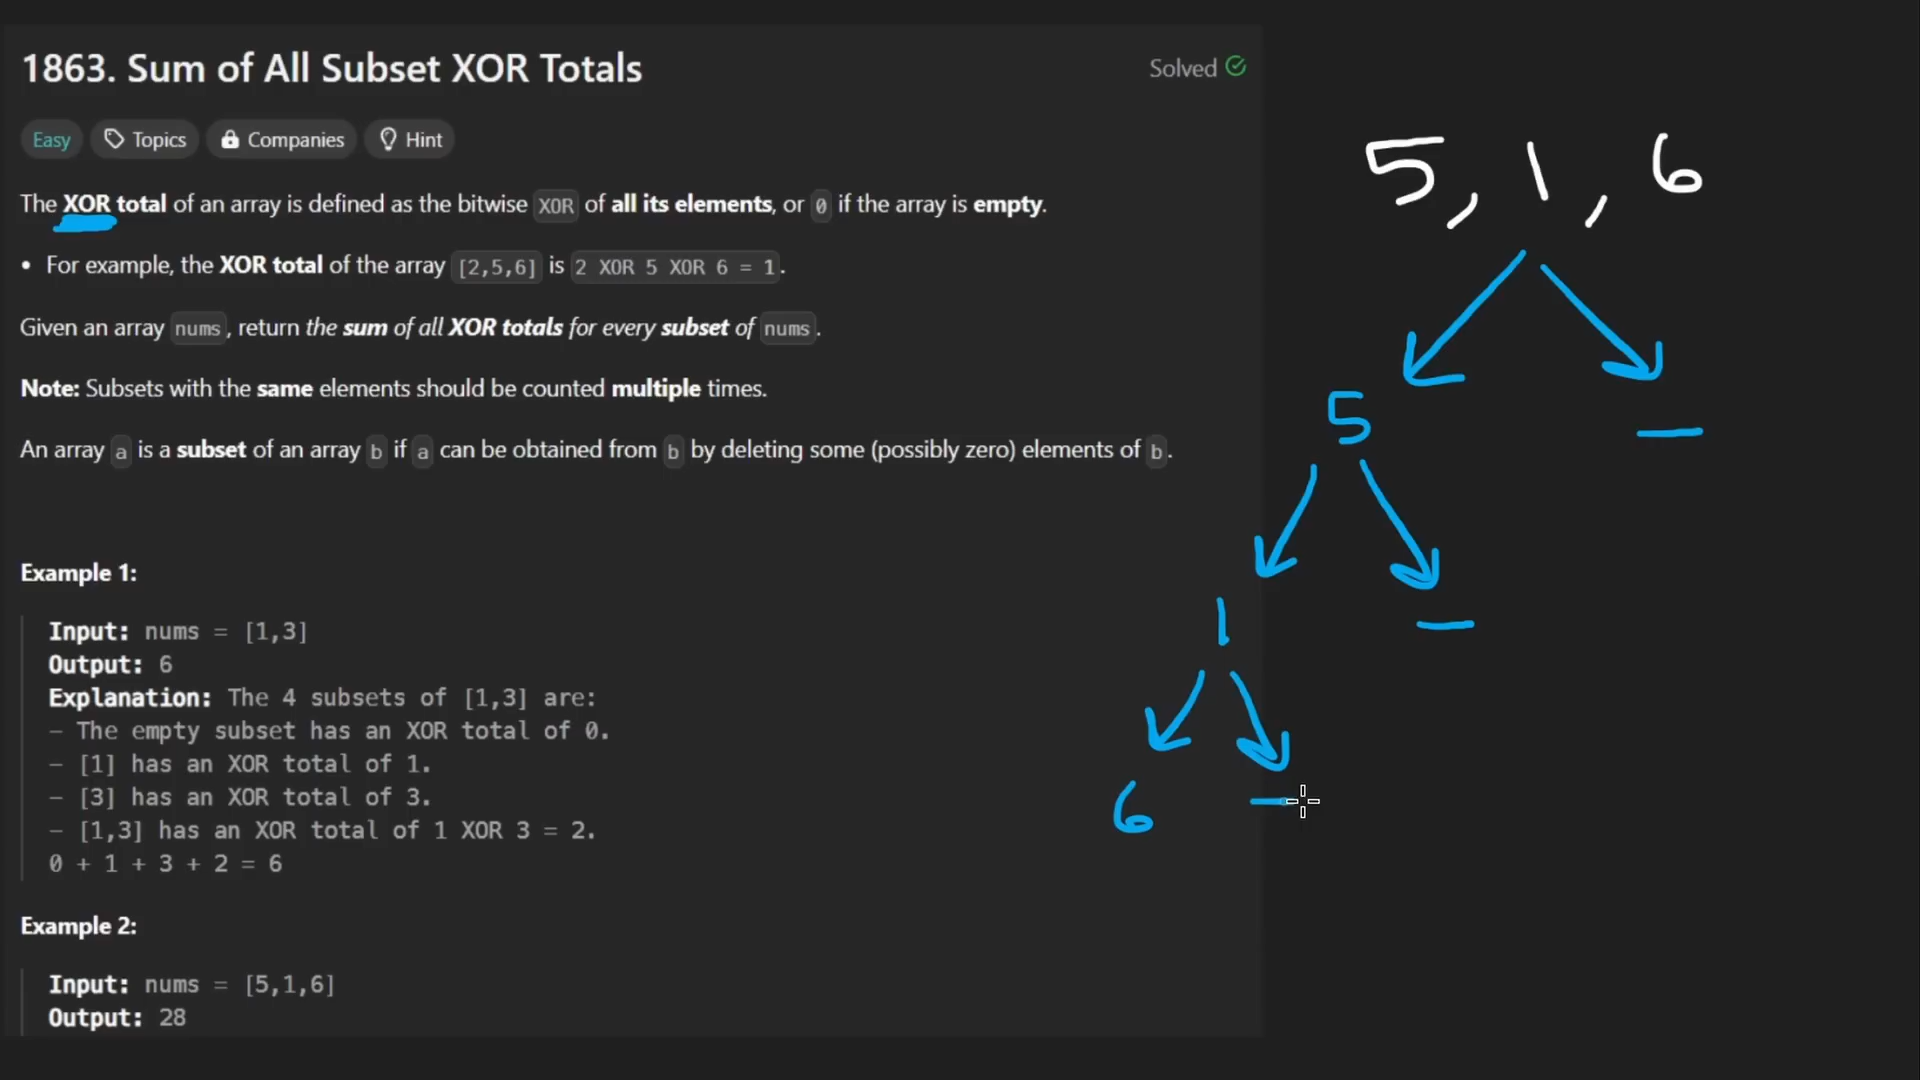 1863. Sum of All Subset XOR Totals
Solved
Easy Topics Companies Hint
The XOR total of an array is defined as the bitwise XOR of all its elements, or 0 if the array is empty.
• For example, the XOR total of the array [2,5,6] is 2 XOR 5 XOR 6 = 1.
Given an array nums, return the sum of all XOR totals for every subset of nums.
Note: Subsets with the same elements should be counted multiple times.
An array a is a subset of an array b if a can be obtained from b by deleting some (possibly zero) elements of b.
Example 1:
Input: nums = [1,3]
Output: 6
Explanation: The 4 subsets of [1,3] are:
- The empty subset has an XOR total of 0.
- [1] has an XOR total of 1.
- [3] has an XOR total of 3.
- [1,3] has an XOR total of 1 XOR 3 = 2.
0 + 1 + 3 + 2 = 6
Example 2:
Input: nums = [5,1,6]
Output: 28
5, 1, 6
5 —
1 —
6 —